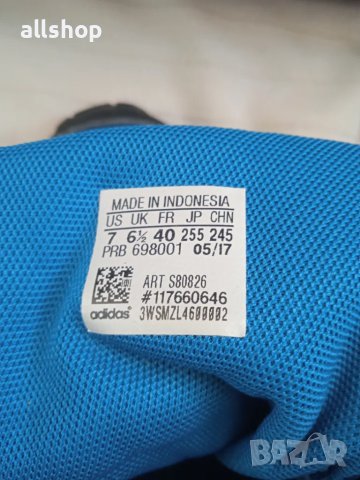 allshop
MADE IN INDONESIA
US UK FR JP CHN
7 6½ 40 255 245
PRB 698001 05/17
ART S80826
#117660646
adidas® 3WSMZL4600002
BAZAR